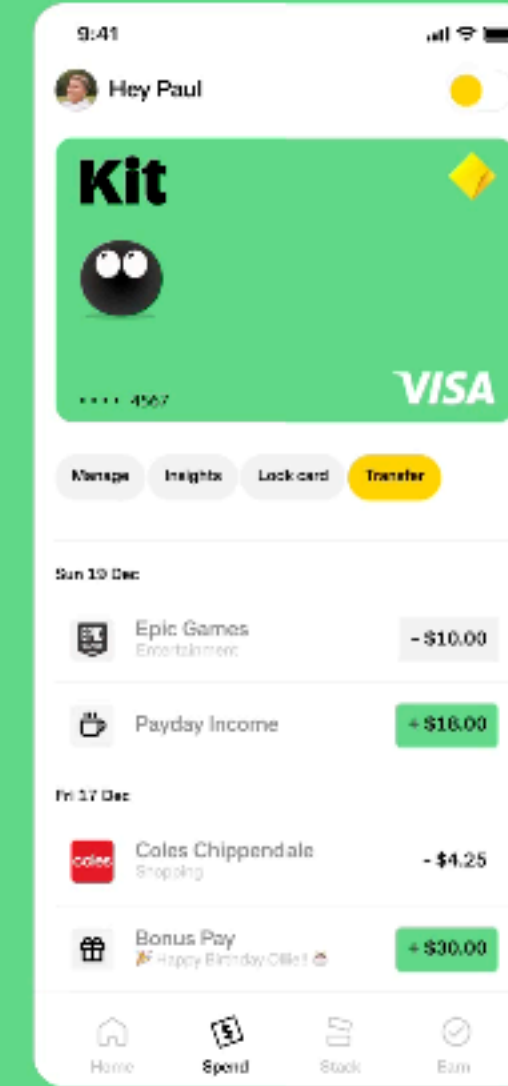 9:41
Hey Paul
Kit
•••• 4567
VISA
Manage Insights Lock card Transfer
Sun 19 Dec
Epic Games - $10.00
Entertainment
Payday Income + $18.00
Fri 17 Dec
coles Coles Chippendale - $4.25
Shopping
Bonus Pay + $30.00
🎉 Happy Birthday Ollie!! 🎂
Home Spend Stack Earn